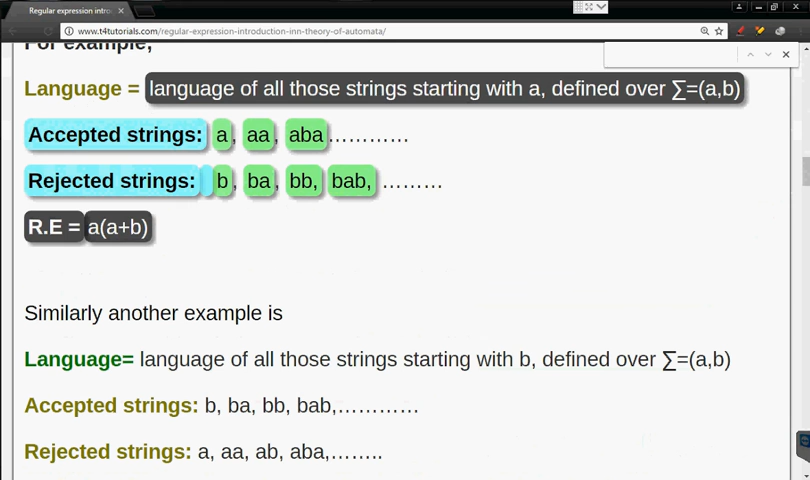 Regular expression intro
www.t4tutorials.com/regular-expression-introduction-inn-theory-of-automata/
For example,
Language = language of all those strings starting with a, defined over ∑=(a,b)
Accepted strings: a, aa, aba…………
Rejected strings: b, ba, bb, bab, ………
R.E = a(a+b)
Similarly another example is
Language= language of all those strings starting with b, defined over ∑=(a,b)
Accepted strings: b, ba, bb, bab,…………
Rejected strings: a, aa, ab, aba,……..